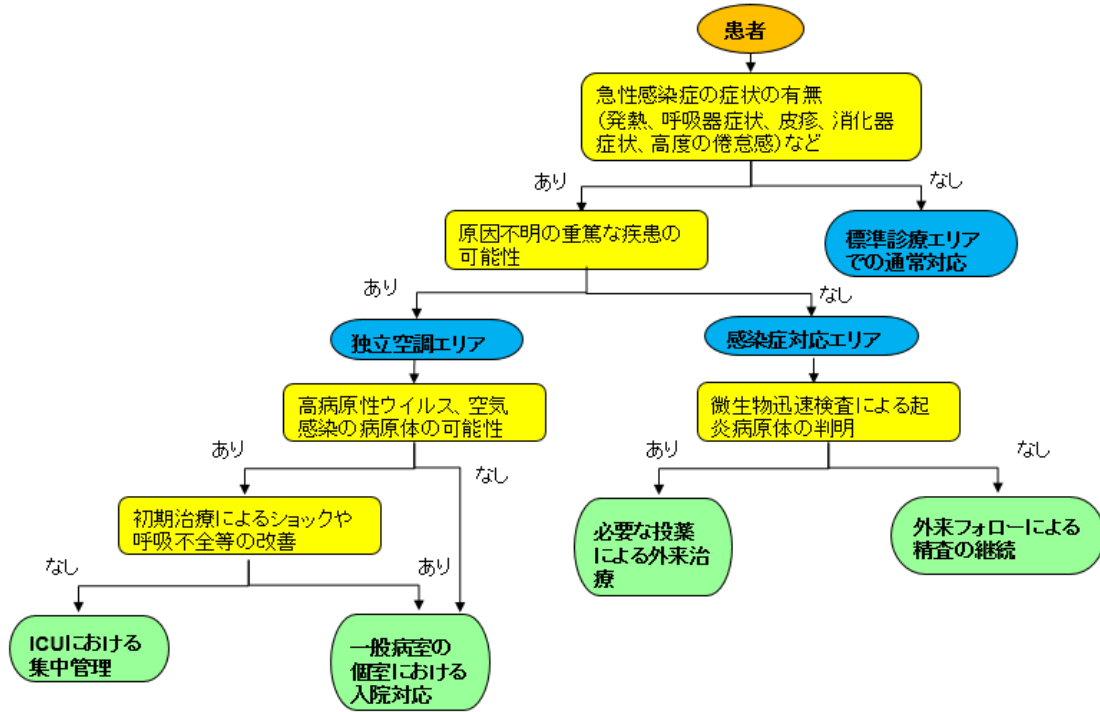 患者
急性感染症の症状の有無
(発熱、呼吸器症状、皮疹、消化器
症状、高度の倦怠感)など
あり
なし
原因不明の重篤な疾患の
可能性
標準診療エリア
での通常対応
あり
なし
独立空調エリア
感染症対応エリア
高病原性ウイルス、空気
感染の病原体の可能性
微生物迅速検査による起
炎病原体の判明
あり
なし
あり
なし
初期治療によるショックや
呼吸不全等の改善
必要な投薬
による外来治
療
外来フォローによる
精査の継続
なし
あり
ICUにおける
集中管理
一般病室の
個室における
入院対応